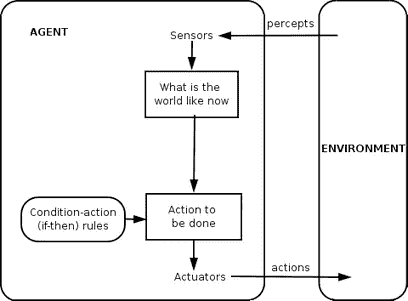 AGENT
Sensors
percepts
What is the
world like now
ENVIRONMENT
Condition-action
(if-then) rules
Action to
be done
Actuators
actions